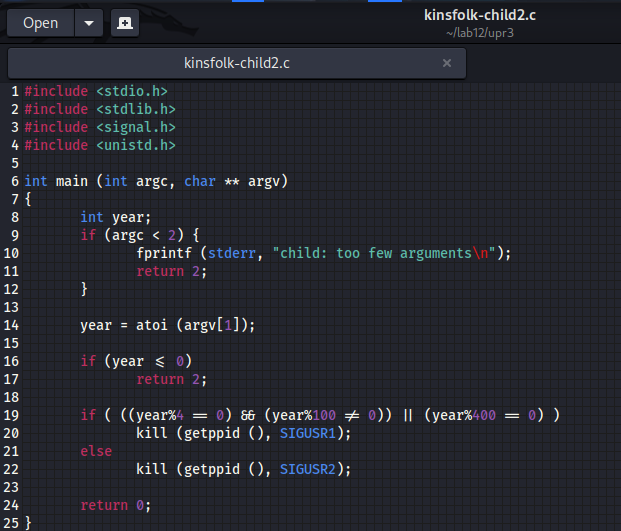 Open
kinsfolk-child2.c
~/lab12/upr3
kinsfolk-child2.c ×
1 #include <stdio.h>
2 #include <stdlib.h>
3 #include <signal.h>
4 #include <unistd.h>
5
6 int main (int argc, char ** argv)
7 {
8 int year;
9 if (argc < 2) {
10 fprintf (stderr, "child: too few arguments\n");
11 return 2;
12 }
13
14 year = atoi (argv[1]);
15
16 if (year <= 0)
17 return 2;
18
19 if ( ((year%4 == 0) && (year%100 != 0)) || (year%400 == 0) )
20 kill (getppid (), SIGUSR1);
21 else
22 kill (getppid (), SIGUSR2);
23
24 return 0;
25 }